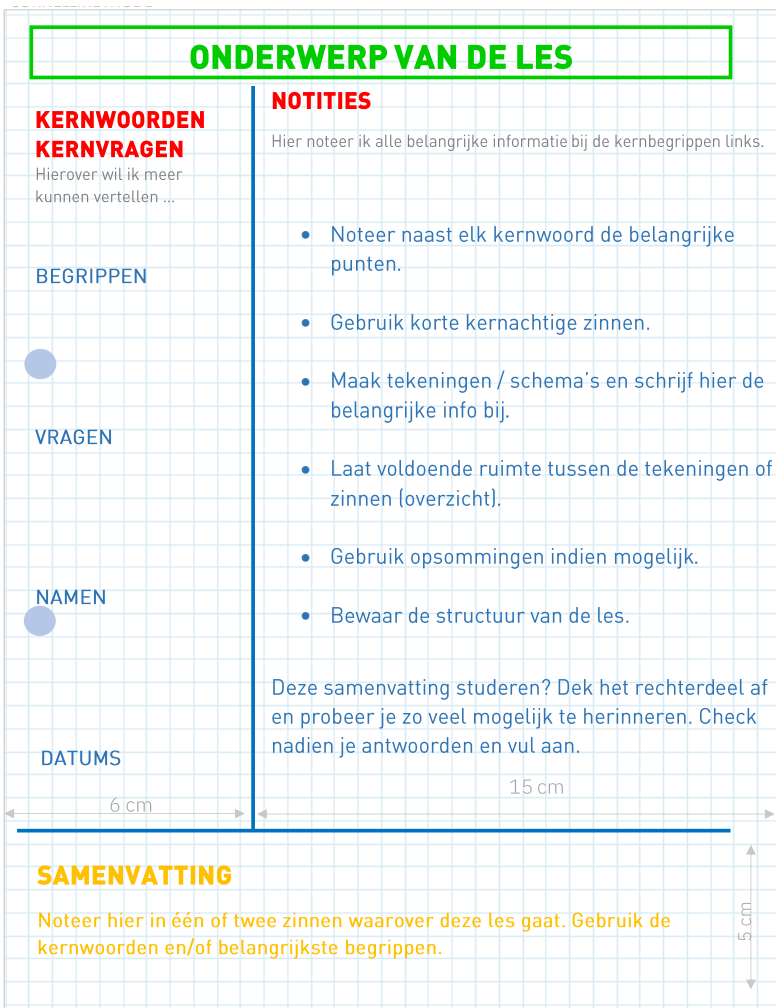 ONDERWERP VAN DE LES
KERNWOORDEN
KERNVRAGEN
Hierover wil ik meer
kunnen vertellen ...
BEGRIPPEN
VRAGEN
NAMEN
DATUMS
6 cm
NOTITIES
Hier noteer ik alle belangrijke informatie bij de kernbegrippen links.
• Noteer naast elk kernwoord de belangrijke
punten.
• Gebruik korte kernachtige zinnen.
• Maak tekeningen / schema's en schrijf hier de
belangrijke info bij.
• Laat voldoende ruimte tussen de tekeningen of
zinnen (overzicht).
• Gebruik opsommingen indien mogelijk.
• Bewaar de structuur van de les.
Deze samenvatting studeren? Dek het rechterdeel af
en probeer je zo veel mogelijk te herinneren. Check
nadien je antwoorden en vul aan.
15 cm
SAMENVATTING
Noteer hier in één of twee zinnen waarover deze les gaat. Gebruik de
kernwoorden en/of belangrijkste begrippen.
5 cm